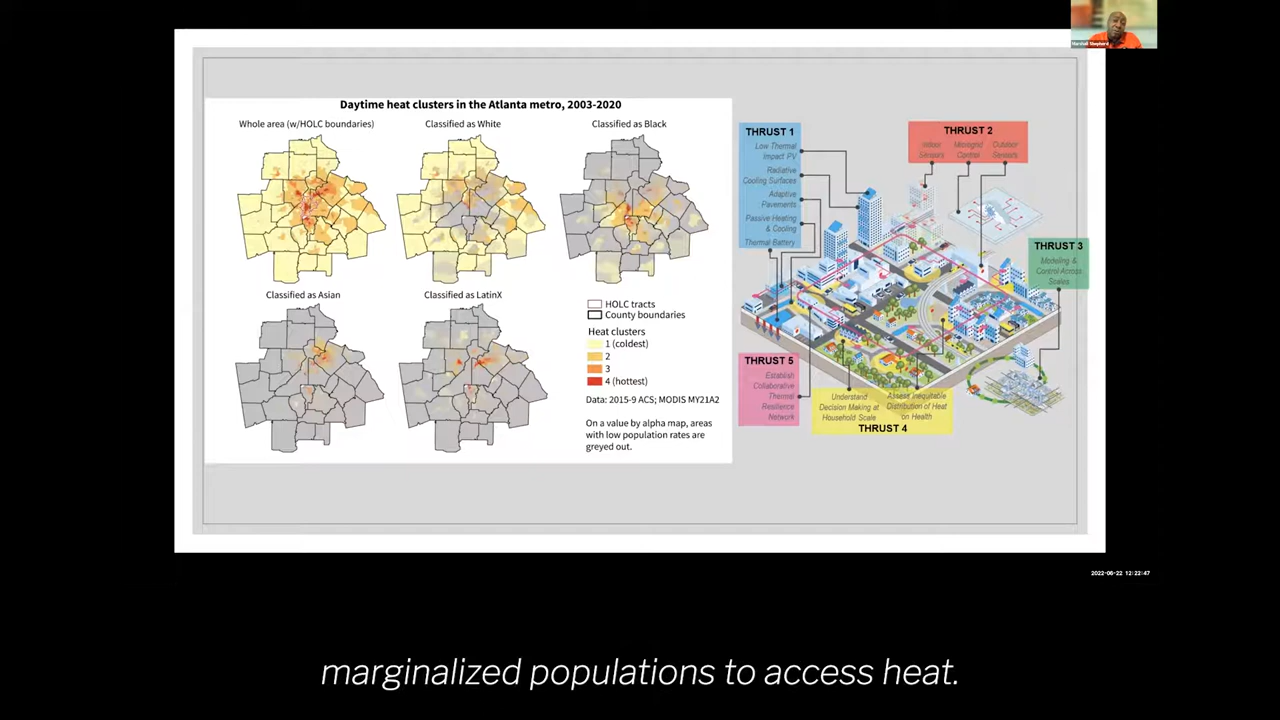 Marshall Shepherd
Daytime heat clusters in the Atlanta metro, 2003-2020
Whole area (w/HOLC boundaries)
Classified as White
Classified as Black
Classified as Asian
Classified as LatinX
HOLC tracts
County boundaries
Heat clusters
1 (coldest)
2
3
4 (hottest)
Data: 2015-9 ACS; MODIS MY21A2
On a value by alpha map, areas
with low population rates are
greyed out.
THRUST 1
Low Thermal
Impact PV
Radiative
Cooling Surfaces
Adaptive
Pavements
Passive Heating
& Cooling
Thermal Battery
THRUST 2
Indoor
Sensors
Microgrid
Control
Outdoor
Sensors
THRUST 3
Modeling &
Control Across
Scales
THRUST 5
Establish
Collaborative
Thermal
Resilience
Network
Understand
Decision Making at
Household Scale
Assess Inequitable
Distribution of Heat
on Health
THRUST 4
2022-06-22 12:22:47
marginalized populations to access heat.